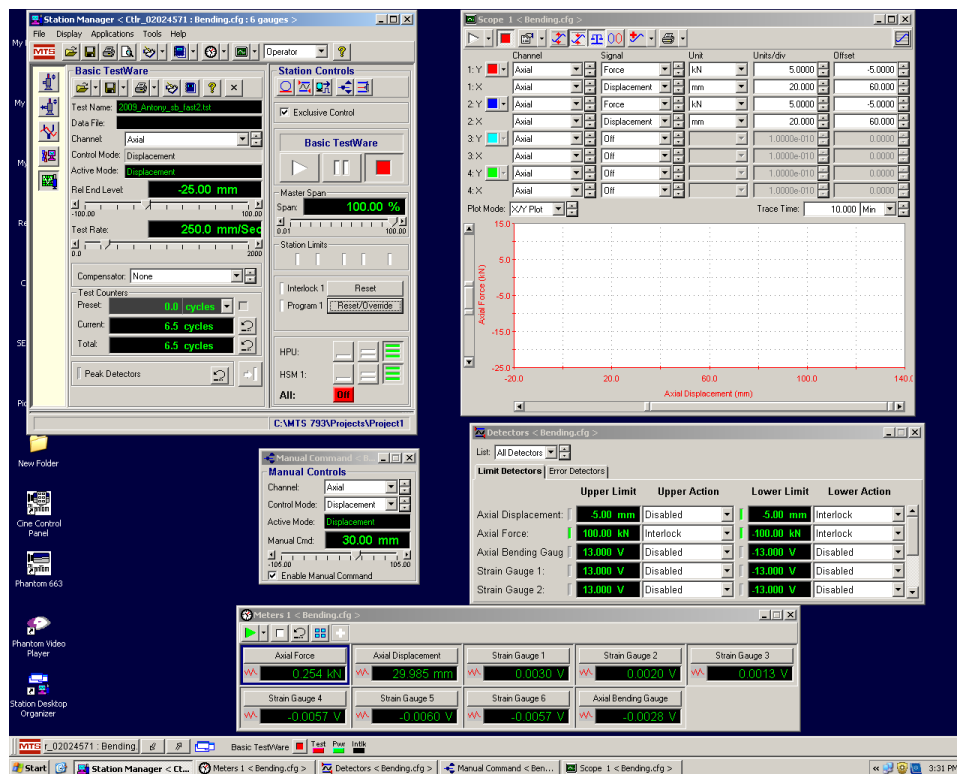 Station Manager < Ctlr_02024571 : Bending.cfg : 6 gauges >
File Display Applications Tools Help
MTS Operator
Basic TestWare
Test Name: 2009_Antony_sb_fast2.tst
Data File:
Channel: Axial
Control Mode: Displacement
Active Mode: Displacement
Rel End Level: -25.00 mm
-100.00 100.00
Test Rate: 250.0 mm/Sec
0.0 2000
Compensator: None
Test Counters
Preset: 0.0 cycles
Current: 6.5 cycles
Total: 6.5 cycles
Peak Detectors
Station Controls
Exclusive Control
Basic TestWare
Master Span
Span: 100.00 %
0.01 100.00
Station Limits
Interlock 1 Reset
Program 1 Reset/Override
HPU:
HSM 1:
All: Off
C:\MTS 793\Projects\Project1
Scope 1 < Bending.cfg >
Channel Signal Unit Units/div Offset
1: Y Axial Force kN 5.0000 -5.0000
1: X Axial Displacement mm 20.000 60.000
2: Y Axial Force kN 5.0000 -5.0000
2: X Axial Displacement mm 20.000 60.000
3: Y Axial Off 1.0000e-010 0.0000
3: X Axial Off 1.0000e-010 0.0000
4: Y Axial Off 1.0000e-010 0.0000
4: X Axial Off 1.0000e-010 0.0000
Plot Mode: X/Y Plot Trace Time: 10.000 Min
15.0
5.0
-5.0
-15.0
-25.0
Axial Force (kN)
-20.0 20.0 60.0 100.0 140.0
Axial Displacement (mm)
New Folder
Cine Control
Panel
Phantom 663
Phantom Video
Player
Station Desktop
Organizer
Manual Command < B...
Manual Controls
Channel: Axial
Control Mode: Displacement
Active Mode: Displacement
Manual Cmd: 30.00 mm
-105.00 105.00
Enable Manual Command
Detectors < Bending.cfg >
List: All Detectors
Limit Detectors Error Detectors
Upper Limit Upper Action Lower Limit Lower Action
Axial Displacement: -5.00 mm Disabled -5.00 mm Interlock
Axial Force: 100.00 kN Interlock -100.00 kN Interlock
Axial Bending Gaug 13.000 V Disabled -13.000 V Disabled
Strain Gauge 1: 13.000 V Disabled -13.000 V Disabled
Strain Gauge 2: 13.000 V Disabled -13.000 V Disabled
Meters 1 < Bending.cfg >
Axial Force Axial Displacement Strain Gauge 1 Strain Gauge 2 Strain Gauge 3
0.254 kN 29.985 mm 0.0030 V 0.0020 V 0.0013 V
Strain Gauge 4 Strain Gauge 5 Strain Gauge 6 Axial Bending Gauge
-0.0057 V -0.0060 V -0.0057 V -0.0028 V
MTS r_02024571 : Bending. Basic TestWare Test Pwr Intlk
Start Station Manager < Ct... Meters 1 < Bending.cfg > Detectors < Bending.cfg > Manual Command < Ben... Scope 1 < Bending.cfg > 3:31 PM